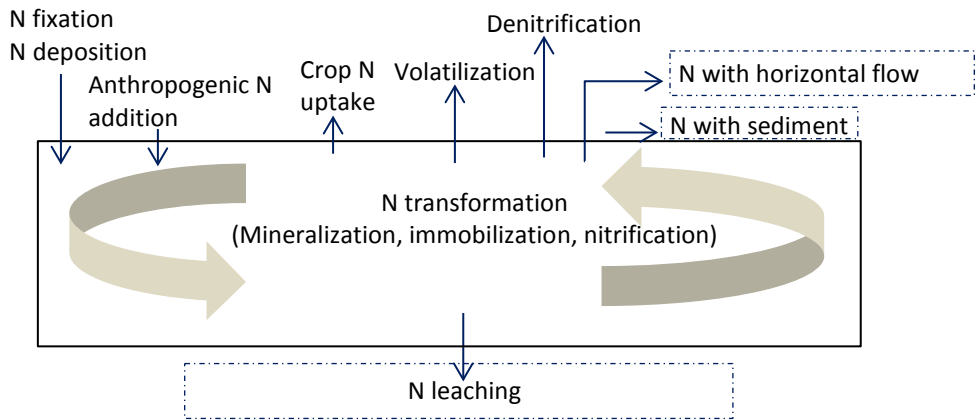 N fixation
N deposition
Anthropogenic N
addition
Crop N
uptake
Volatilization
Denitrification
N with horizontal flow
N with sediment
N transformation
(Mineralization, immobilization, nitrification)
N leaching